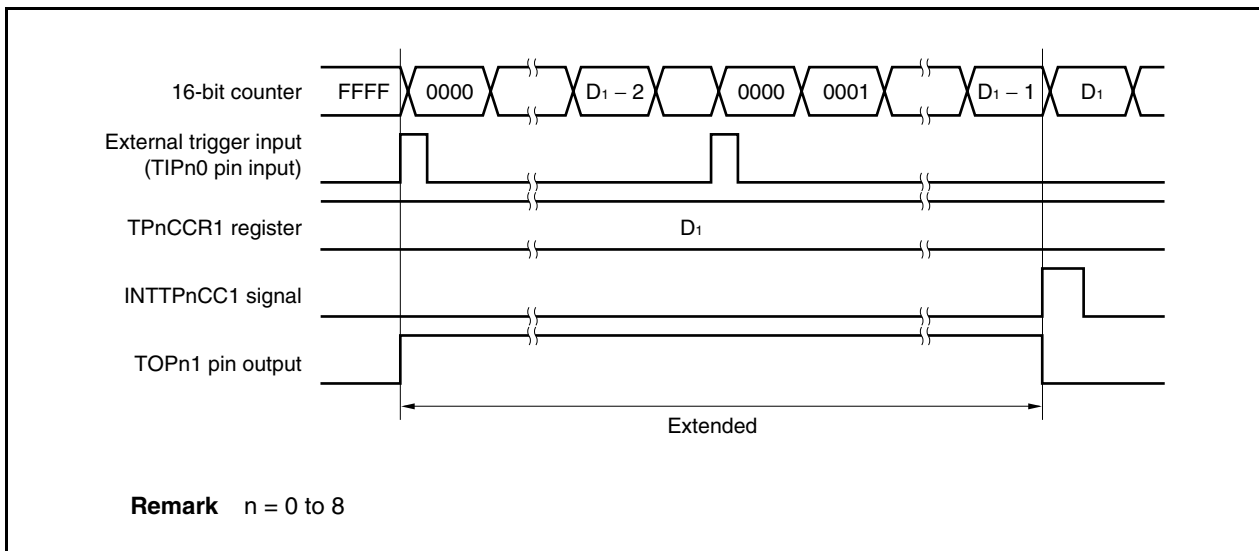 16-bit counter FFFF 0000 D1 − 2 0000 0001 D1 − 1 D1
External trigger input
(TIPn0 pin input)
TPnCCR1 register D1
INTTPnCC1 signal
TOPn1 pin output
Extended
Remark n = 0 to 8